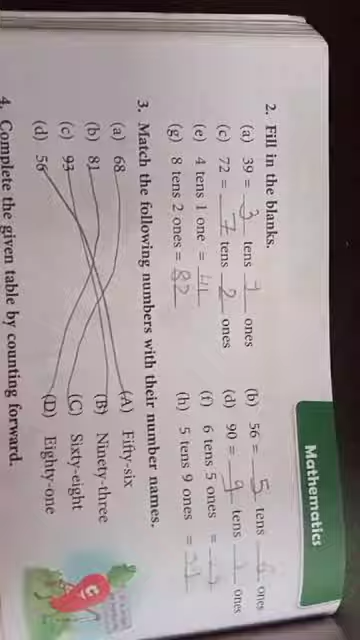 Mathematics
2. Fill in the blanks.
(a) 39 = 3 tens 9 ones (b) 56 = 5 tens 6 ones
(c) 72 = 7 tens 2 ones (d) 90 = 9 tens ones
(e) 4 tens 1 one = 41 (f) 6 tens 5 ones =
(g) 8 tens 2 ones = 82 (h) 5 tens 9 ones =
3. Match the following numbers with their number names.
(a) 68 (A) Fifty-six
(b) 81 (B) Ninety-three
(c) 93 (C) Sixty-eight
(d) 56 (D) Eighty-one
4. Complete the given table by counting forward.